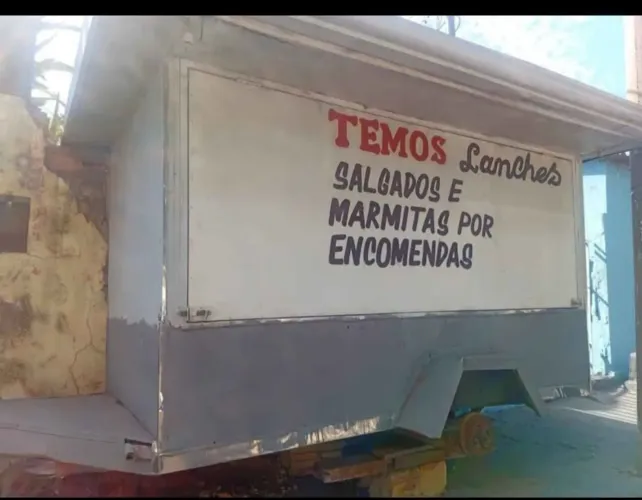 TEMOS Lanches
SALGADOS E
MARMITAS POR
ENCOMENDAS